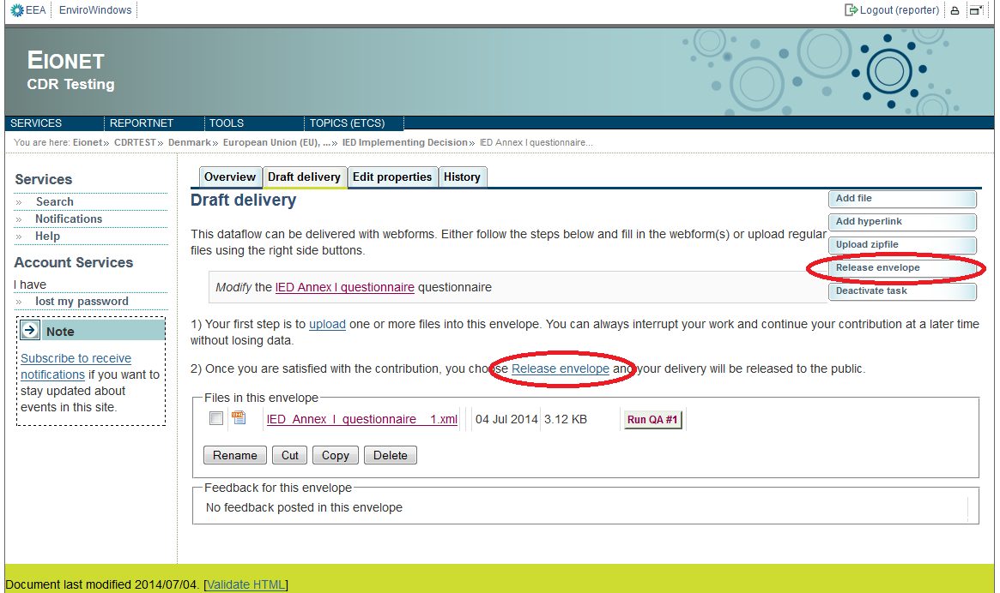 EEA EnviroWindows Logout (reporter)
EIONET
CDR Testing
SERVICES REPORTNET TOOLS TOPICS (ETCS)
You are here: Eionet» CDRTEST» Denmark» European Union (EU), ...» IED Implementing Decision» IED Annex I questionnaire...
Services
» Search
» Notifications
» Help
Account Services
I have
» lost my password
Note
Subscribe to receive
notifications if you want to
stay updated about
events in this site.
Overview Draft delivery Edit properties History
Draft delivery
Add file
Add hyperlink
Upload zipfile
Release envelope
Deactivate task
This dataflow can be delivered with webforms. Either follow the steps below and fill in the webform(s) or upload regular
files using the right side buttons.
Modify the IED Annex I questionnaire questionnaire
1) Your first step is to upload one or more files into this envelope. You can always interrupt your work and continue your contribution at a later time
without losing data.
2) Once you are satisfied with the contribution, you choose Release envelope and your delivery will be released to the public.
Files in this envelope
IED_Annex_I_questionnaire__1.xml 04 Jul 2014 3.12 KB Run QA #1
Rename Cut Copy Delete
Feedback for this envelope
No feedback posted in this envelope
Document last modified 2014/07/04. [Validate HTML]